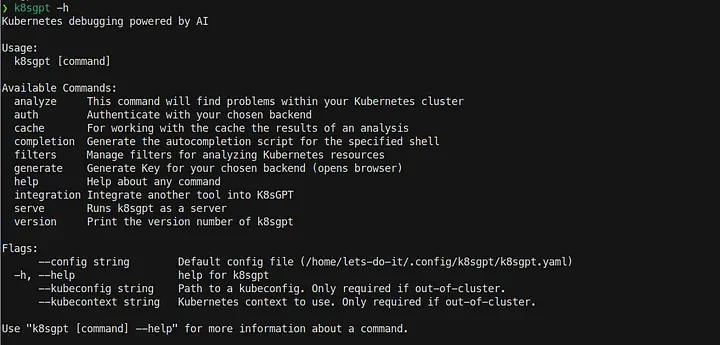 ❯ k8sgpt -h
Kubernetes debugging powered by AI
Usage:
k8sgpt [command]
Available Commands:
analyze This command will find problems within your Kubernetes cluster
auth Authenticate with your chosen backend
cache For working with the cache the results of an analysis
completion Generate the autocompletion script for the specified shell
filters Manage filters for analyzing Kubernetes resources
generate Generate Key for your chosen backend (opens browser)
help Help about any command
integration Integrate another tool into K8sGPT
serve Runs k8sgpt as a server
version Print the version number of k8sgpt
Flags:
--config string Default config file (/home/lets-do-it/.config/k8sgpt/k8sgpt.yaml)
-h, --help help for k8sgpt
--kubeconfig string Path to a kubeconfig. Only required if out-of-cluster.
--kubecontext string Kubernetes context to use. Only required if out-of-cluster.
Use "k8sgpt [command] --help" for more information about a command.